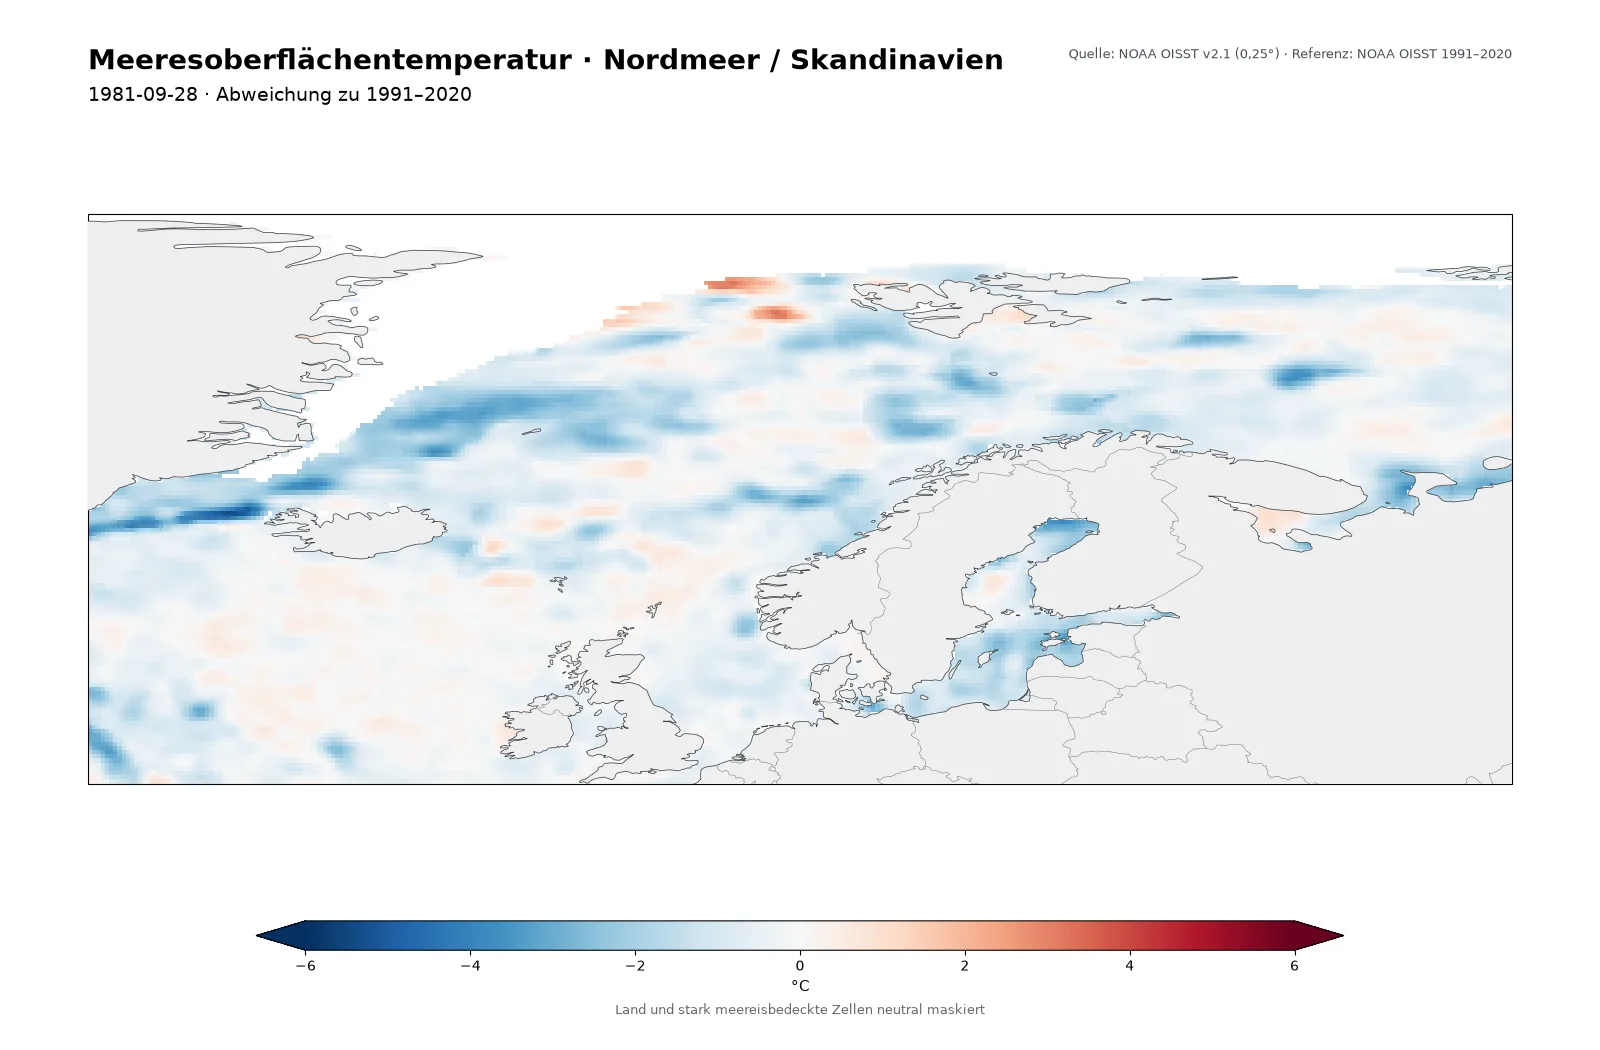 Meeresoberflächentemperatur · Nordmeer / Skandinavien
Quelle: NOAA OISST v2.1 (0,25°) · Referenz: NOAA OISST 1991–2020
1981-09-28 · Abweichung zu 1991–2020
−6 −4 −2 0 2 4 6
°C
Land und stark meereisbedeckte Zellen neutral maskiert